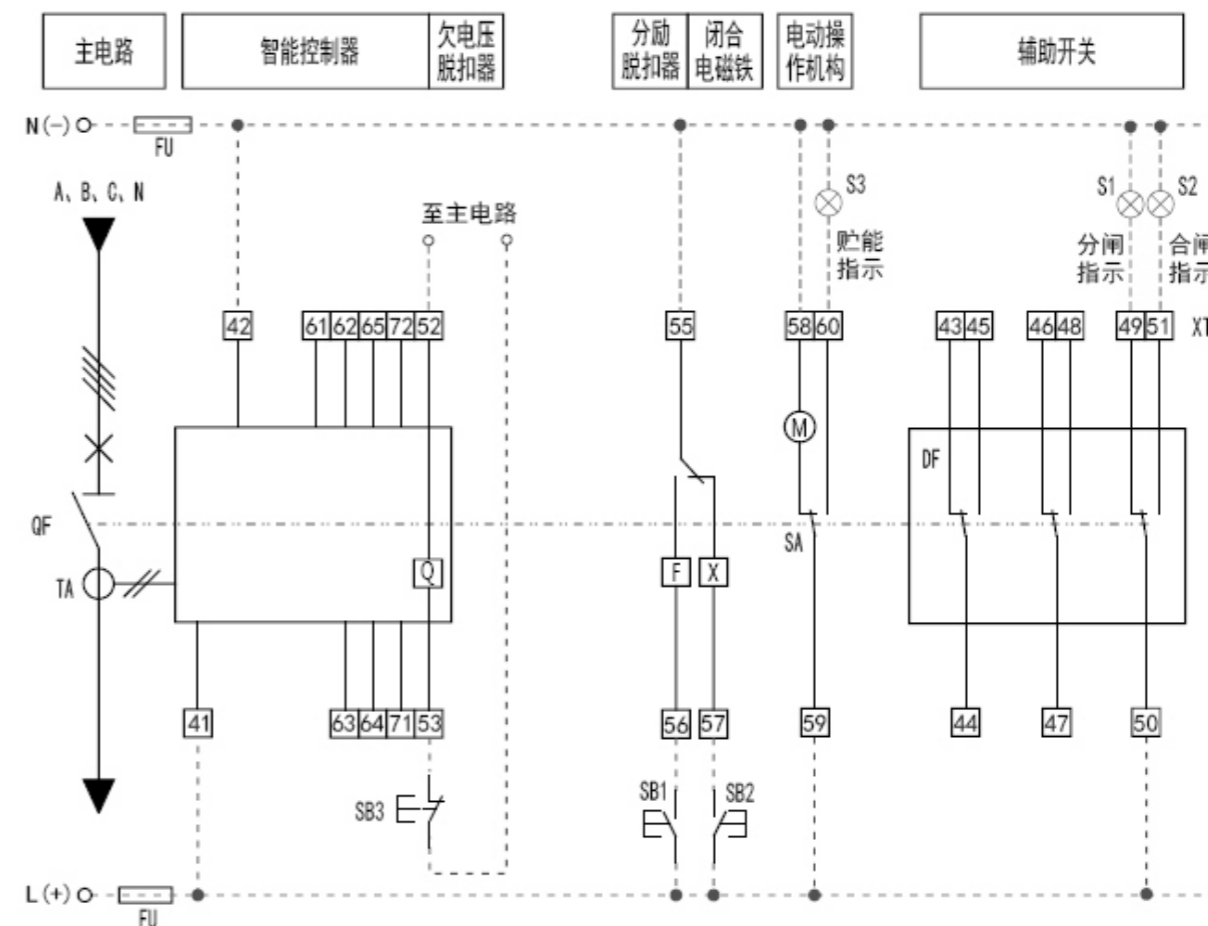 主电路
智能控制器
欠电压
脱扣器
分励
脱扣器
闭合
电磁铁
电动操
作机构
辅助开关
N(−)
FU
A、B、C、N
至主电路
S3
贮能
指示
S1
S2
分闸
指示
合闸
指示
42
61
62
65
72
52
55
58
60
43
45
46
48
49
51
XT
M
DF
QF
SA
TA
Q
F
X
41
63
64
71
53
56
57
59
44
47
50
SB3
SB1
SB2
L(+)
FU